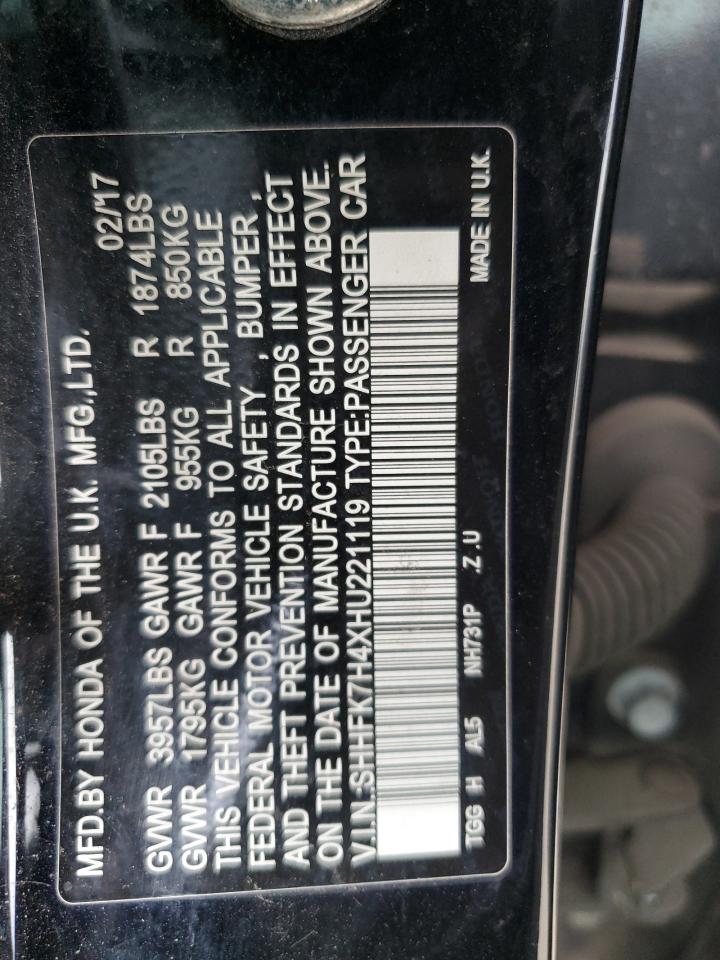 MFD.BY HONDA OF THE U.K. MFG.,LTD. 02/17
GVWR 3957LBS GAWR F 2105LBS R 1874LBS
GVWR 1795KG GAWR F 955KG R 850KG
THIS VEHICLE CONFORMS TO ALL APPLICABLE
FEDERAL MOTOR VEHICLE SAFETY , BUMPER ,
AND THEFT PREVENTION STANDARDS IN EFFECT
ON THE DATE OF MANUFACTURE SHOWN ABOVE.
V.I.N:SHHFK7H4XHU221119 TYPE:PASSENGER CAR
TGG H AL5 NH731P .Z.U MADE IN U.K.